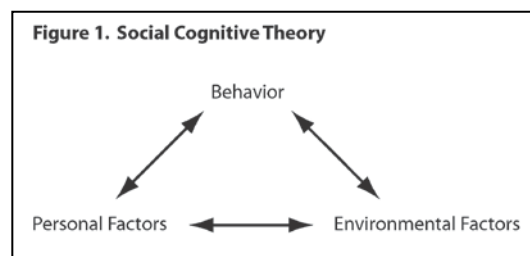 Figure 1. Social Cognitive Theory
Behavior
Personal Factors
Environmental Factors